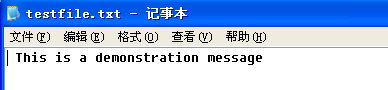 testfile.txt - 记事本
文件(F) 编辑(E) 格式(O) 查看(V) 帮助(H)
This is a demonstration message